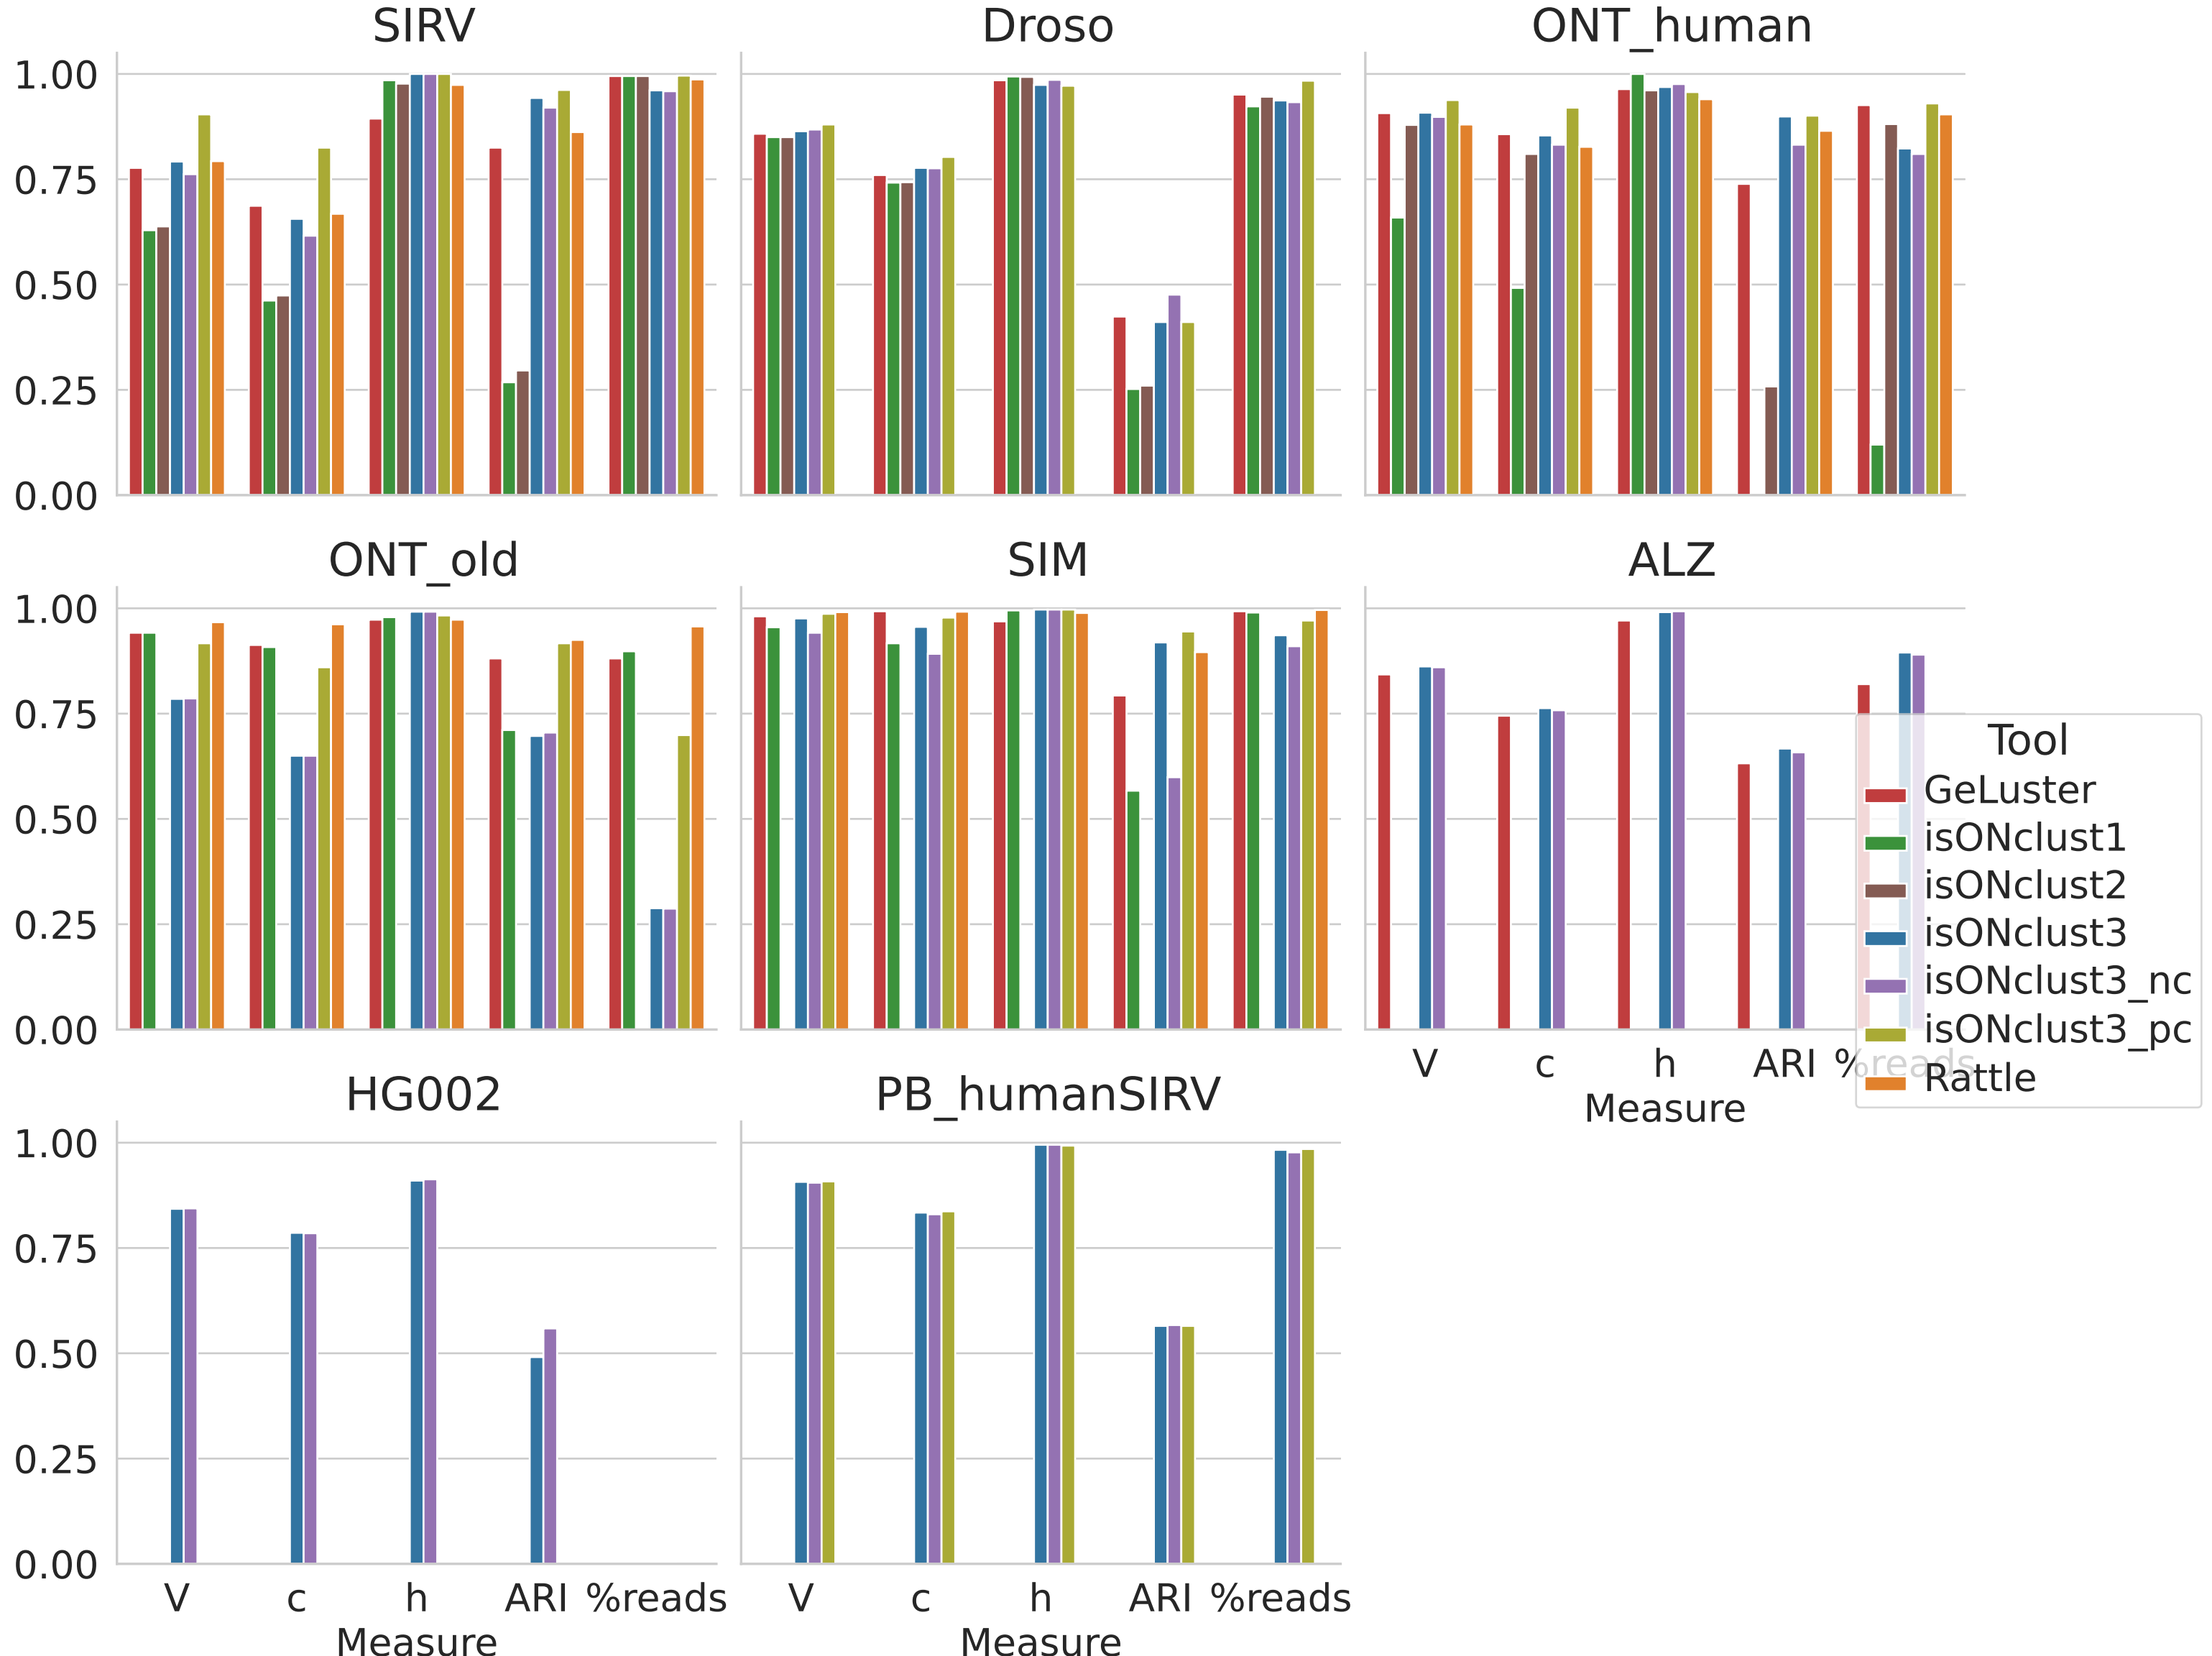 SIRV
Droso
ONT_human
1.00
0.75
0.50
0.25
0.00
ONT_old
SIM
ALZ
1.00
0.75
0.50
0.25
0.00
V c h ARI %reads
Measure
Tool
GeLuster
isONclust1
isONclust2
isONclust3
isONclust3_nc
isONclust3_pc
Rattle
HG002
PB_humanSIRV
1.00
0.75
0.50
0.25
0.00
V c h ARI %reads
Measure
V c h ARI %reads
Measure